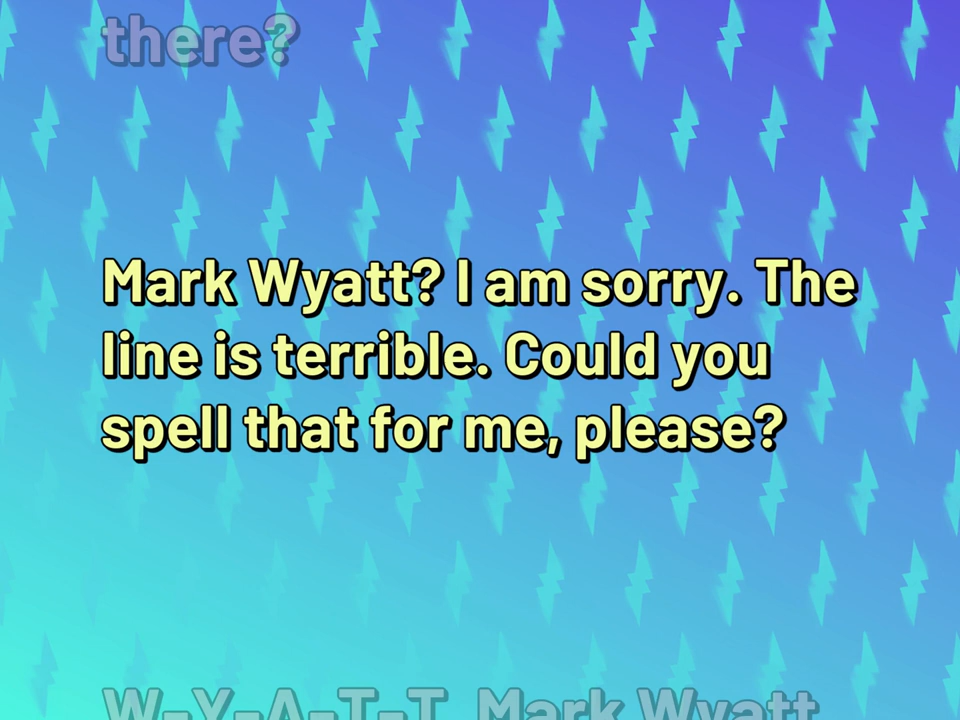 there?
Mark Wyatt? I am sorry. The
line is terrible. Could you
spell that for me, please?
W-Y-A-T-T. Mark Wyatt